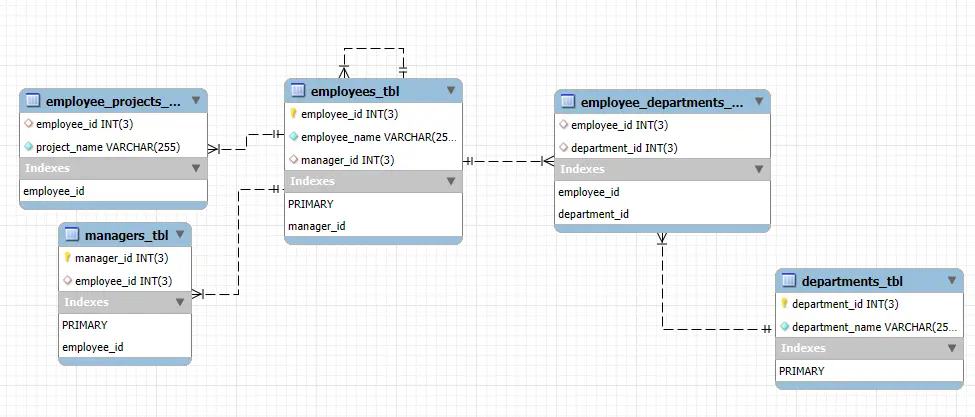 employee_projects_...
employee_id INT(3)
project_name VARCHAR(255)
Indexes
employee_id
managers_tbl
manager_id INT(3)
employee_id INT(3)
Indexes
PRIMARY
employee_id
employees_tbl
employee_id INT(3)
employee_name VARCHAR(25...
manager_id INT(3)
Indexes
PRIMARY
manager_id
employee_departments_...
employee_id INT(3)
department_id INT(3)
Indexes
employee_id
department_id
departments_tbl
department_id INT(3)
department_name VARCHAR(25...
Indexes
PRIMARY